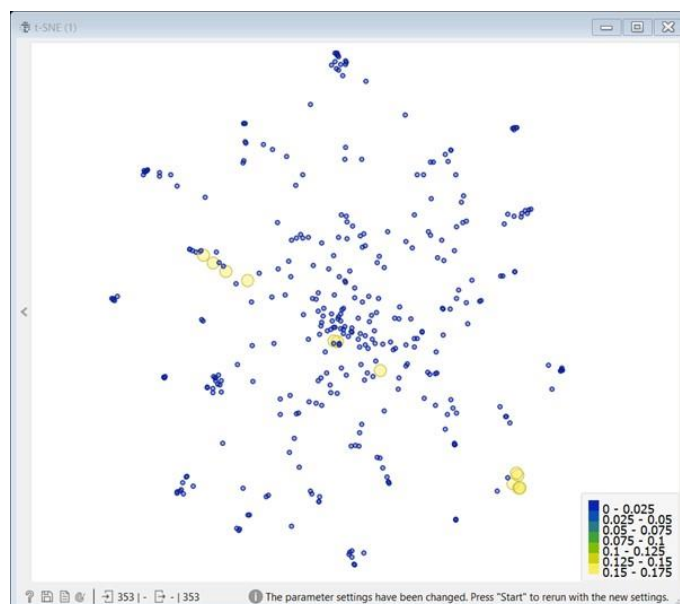 t-SNE (1)
0 - 0.025
0.025 - 0.05
0.05 - 0.075
0.075 - 0.1
0.1 - 0.125
0.125 - 0.15
0.15 - 0.175
353 | - - | 353 The parameter settings have been changed. Press "Start" to rerun with the new settings.